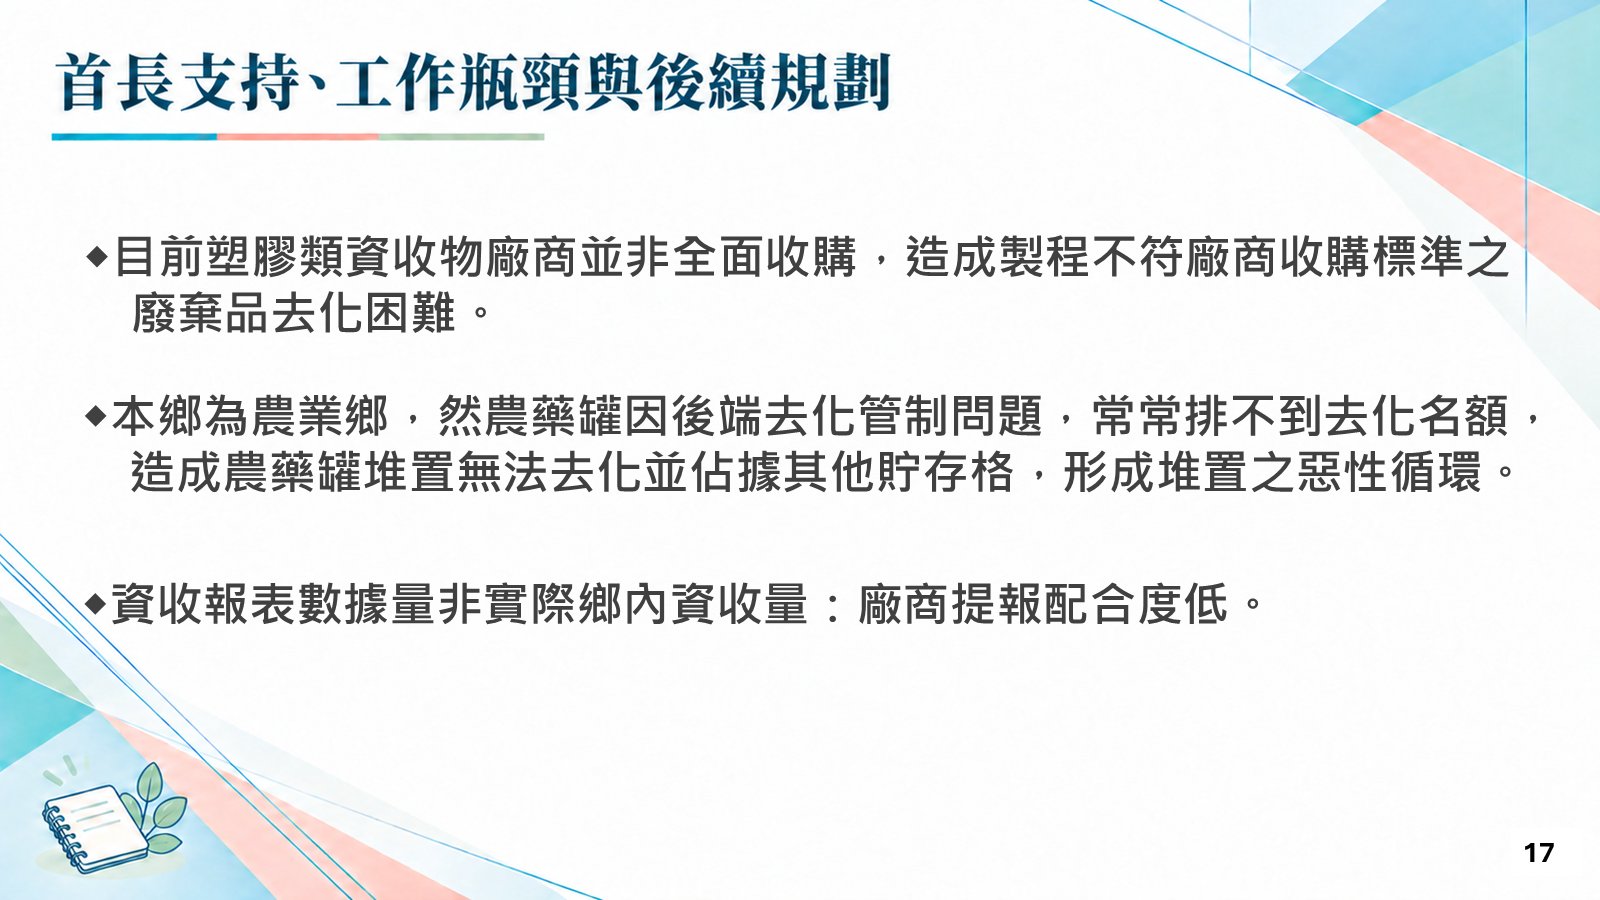 首長支持、工作瓶頸與後續規劃
◆目前塑膠類資收物廠商並非全面收購，造成製程不符廠商收購標準之
廢棄品去化困難。
◆本鄉為農業鄉，然農藥罐因後端去化管制問題，常常排不到去化名額，
造成農藥罐堆置無法去化並佔據其他貯存格，形成堆置之惡性循環。
◆資收報表數據量非實際鄉內資收量：廠商提報配合度低。
17